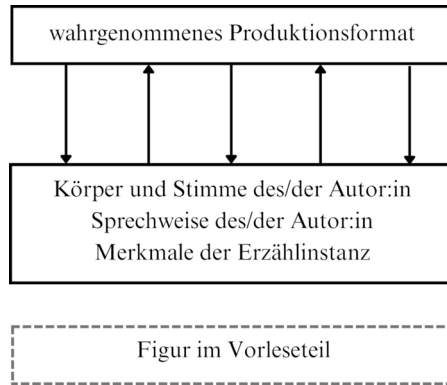 wahrgenommenes Produktionsformat
Körper und Stimme des/der Autor:in
Sprechweise des/der Autor:in
Merkmale der Erzählinstanz
Figur im Vorleseteil